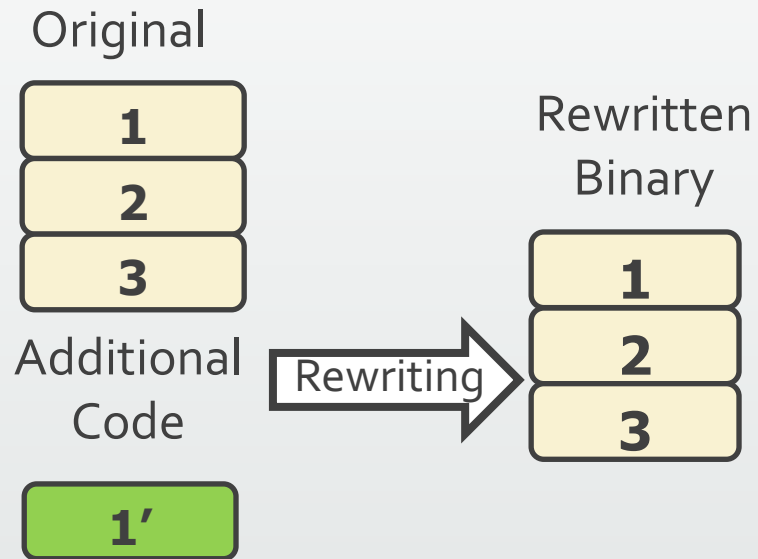 Original
1
2
3
Additional
Code
1′
Rewriting
Rewritten
Binary
1
2
3